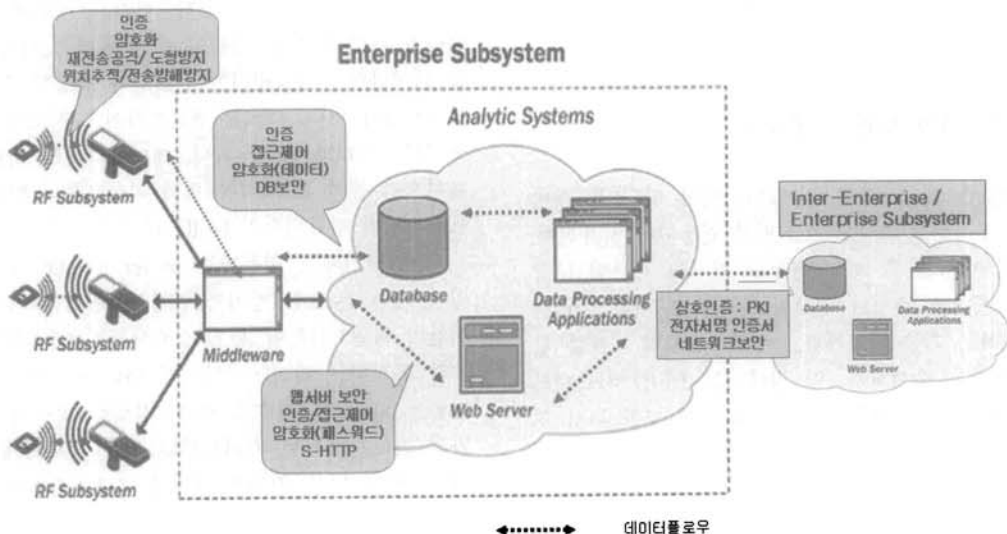 인증
암호화
재전송공격/ 도청방지
위치추적/전송방해방지
Enterprise Subsystem
Analytic Systems
인증
접근제어
암호화(데이터)
DB보안
RF Subsystem
Inter-Enterprise /
Enterprise Subsystem
Database
Data Processing
Applications
상호인증 : PKI
전자서명 인증서
네트워크보안
Database
Data Processing
Applications
Web Server
RF Subsystem
Middleware
웹서버 보안
인증/접근제어
암호화(패스워드)
S-HTTP
Web Server
RF Subsystem
데이터플로우